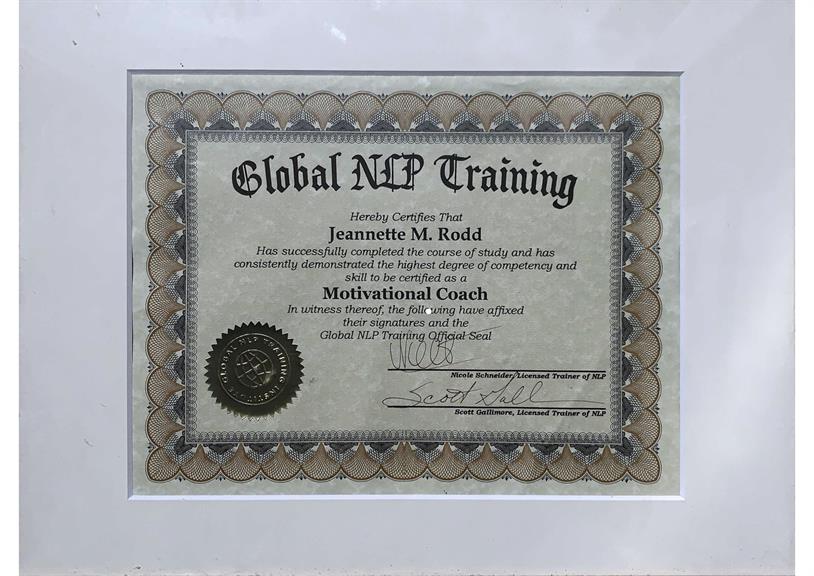 Global NLP Training
Hereby Certifies That
Jeannette M. Rodd
Has successfully completed the course of study and has
consistently demonstrated the highest degree of competency and
skill to be certified as a
Motivational Coach
In witness thereof, the following have affixed
their signatures and the
Global NLP Training Official Seal
Nicole Schneider, Licensed Trainer of NLP
Scott Gallimore, Licensed Trainer of NLP
GLOBAL NLP TRAINING